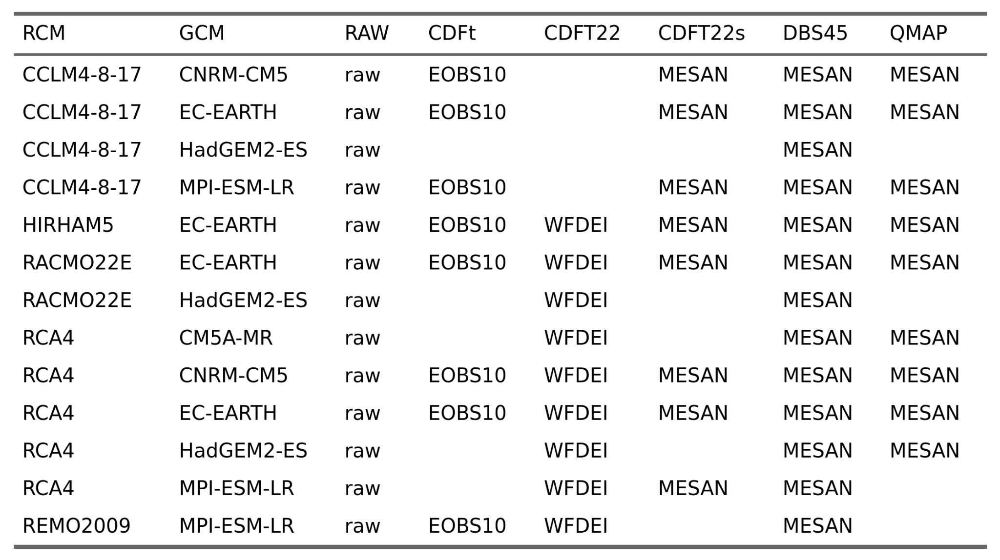 RCM GCM RAW CDFt CDFT22 CDFT22s DBS45 QMAP
CCLM4-8-17 CNRM-CM5 raw EOBS10 MESAN MESAN MESAN
CCLM4-8-17 EC-EARTH raw EOBS10 MESAN MESAN MESAN
CCLM4-8-17 HadGEM2-ES raw MESAN
CCLM4-8-17 MPI-ESM-LR raw EOBS10 MESAN MESAN MESAN
HIRHAM5 EC-EARTH raw EOBS10 WFDEI MESAN MESAN MESAN
RACMO22E EC-EARTH raw EOBS10 WFDEI MESAN MESAN MESAN
RACMO22E HadGEM2-ES raw WFDEI MESAN
RCA4 CM5A-MR raw WFDEI MESAN MESAN
RCA4 CNRM-CM5 raw EOBS10 WFDEI MESAN MESAN MESAN
RCA4 EC-EARTH raw EOBS10 WFDEI MESAN MESAN MESAN
RCA4 HadGEM2-ES raw WFDEI MESAN MESAN
RCA4 MPI-ESM-LR raw WFDEI MESAN MESAN
REMO2009 MPI-ESM-LR raw EOBS10 WFDEI MESAN